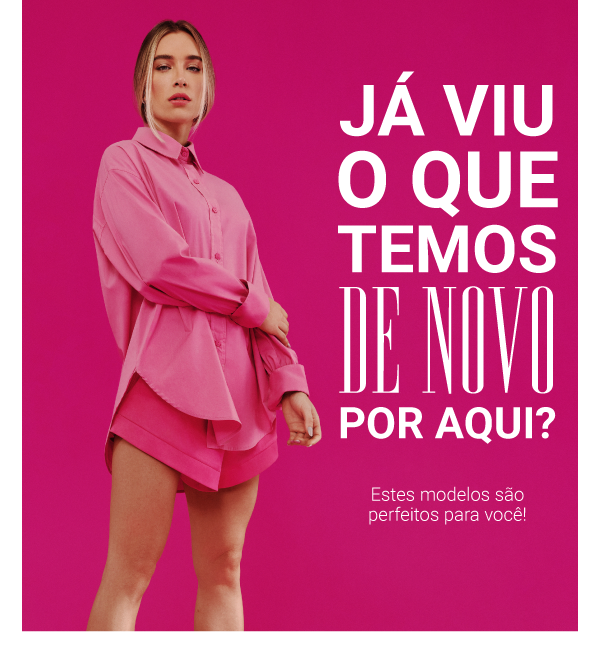 JÁ VIU
O QUE
TEMOS
DE NOVO
POR AQUI?
Estes modelos são
perfeitos para você!